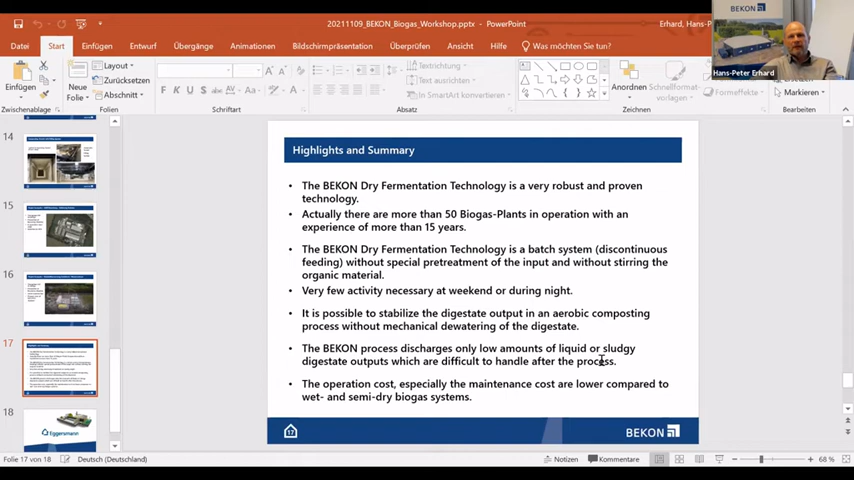 20211109_BEKON_Biogas_Workshop.pptx - PowerPoint
Erhard, Hans-P
Datei Start Einfügen Entwurf Übergänge Animationen Bildschirmpräsentation Überprüfen Ansicht Hilfe Was möchten Sie tun?
BEKON
Hans-Peter Erhard
Einfügen
Neue
Folien
Layout
Zurücksetzen
Abschnitt
F K U S
Textrichtung
Text ausrichten
In SmartArt konvertieren
Anordnen
Schnellformat-
vorlagen
Formeffekte
Markieren
Zwischenablage
Folien
Schriftart
Absatz
Zeichnung
Bearbeiten
14
15
16
17
18
Eggersmann
Highlights and Summary
• The BEKON Dry Fermentation Technology is a very robust and proven
technology.
• Actually there are more than 50 Biogas-Plants in operation with an
experience of more than 15 years.
• The BEKON Dry Fermentation Technology is a batch system (discontinuous
feeding) without special pretreatment of the input and without stirring the
organic material.
• Very few activity necessary at weekend or during night.
• It is possible to stabilize the digestate output in an aerobic composting
process without mechanical dewatering of the digestate.
• The BEKON process discharges only low amounts of liquid or sludgy
digestate outputs which are difficult to handle after the process.
• The operation cost, especially the maintenance cost are lower compared to
wet- and semi-dry biogas systems.
17
BEKON
Folie 17 von 18 Deutsch (Deutschland) Notizen Kommentare 68 %